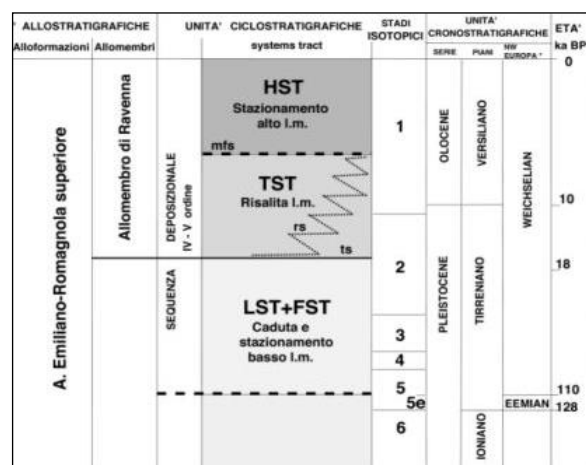 ' ALLOSTRATIGRAFICHE
UNITA' CICLOSTRATIGRAFICHE
STADI
ISOTOPICI
UNITA'
CRONOSTRATIGRAFICHE
ETA'
ka BP
Alloformazioni
Allomembri
systems tract
SERIE
PIANI
NW
EUROPA
0
A. Emiliano-Romagnola superiore
Allomembro di Ravenna
SEQUENZA DEPOSIZIONALE
IV - V ordine
HST
Stazionamento
alto l.m.
mfs
TST
Risalita l.m.
rs
ts
LST+FST
Caduta e
stazionamento
basso l.m.
1
2
3
4
5
5e
6
OLOCENE
PLEISTOCENE
VERSILIANO
TIRRENIANO
IONIANO
WEICHSELIAN
EEMIAN
10
18
110
128